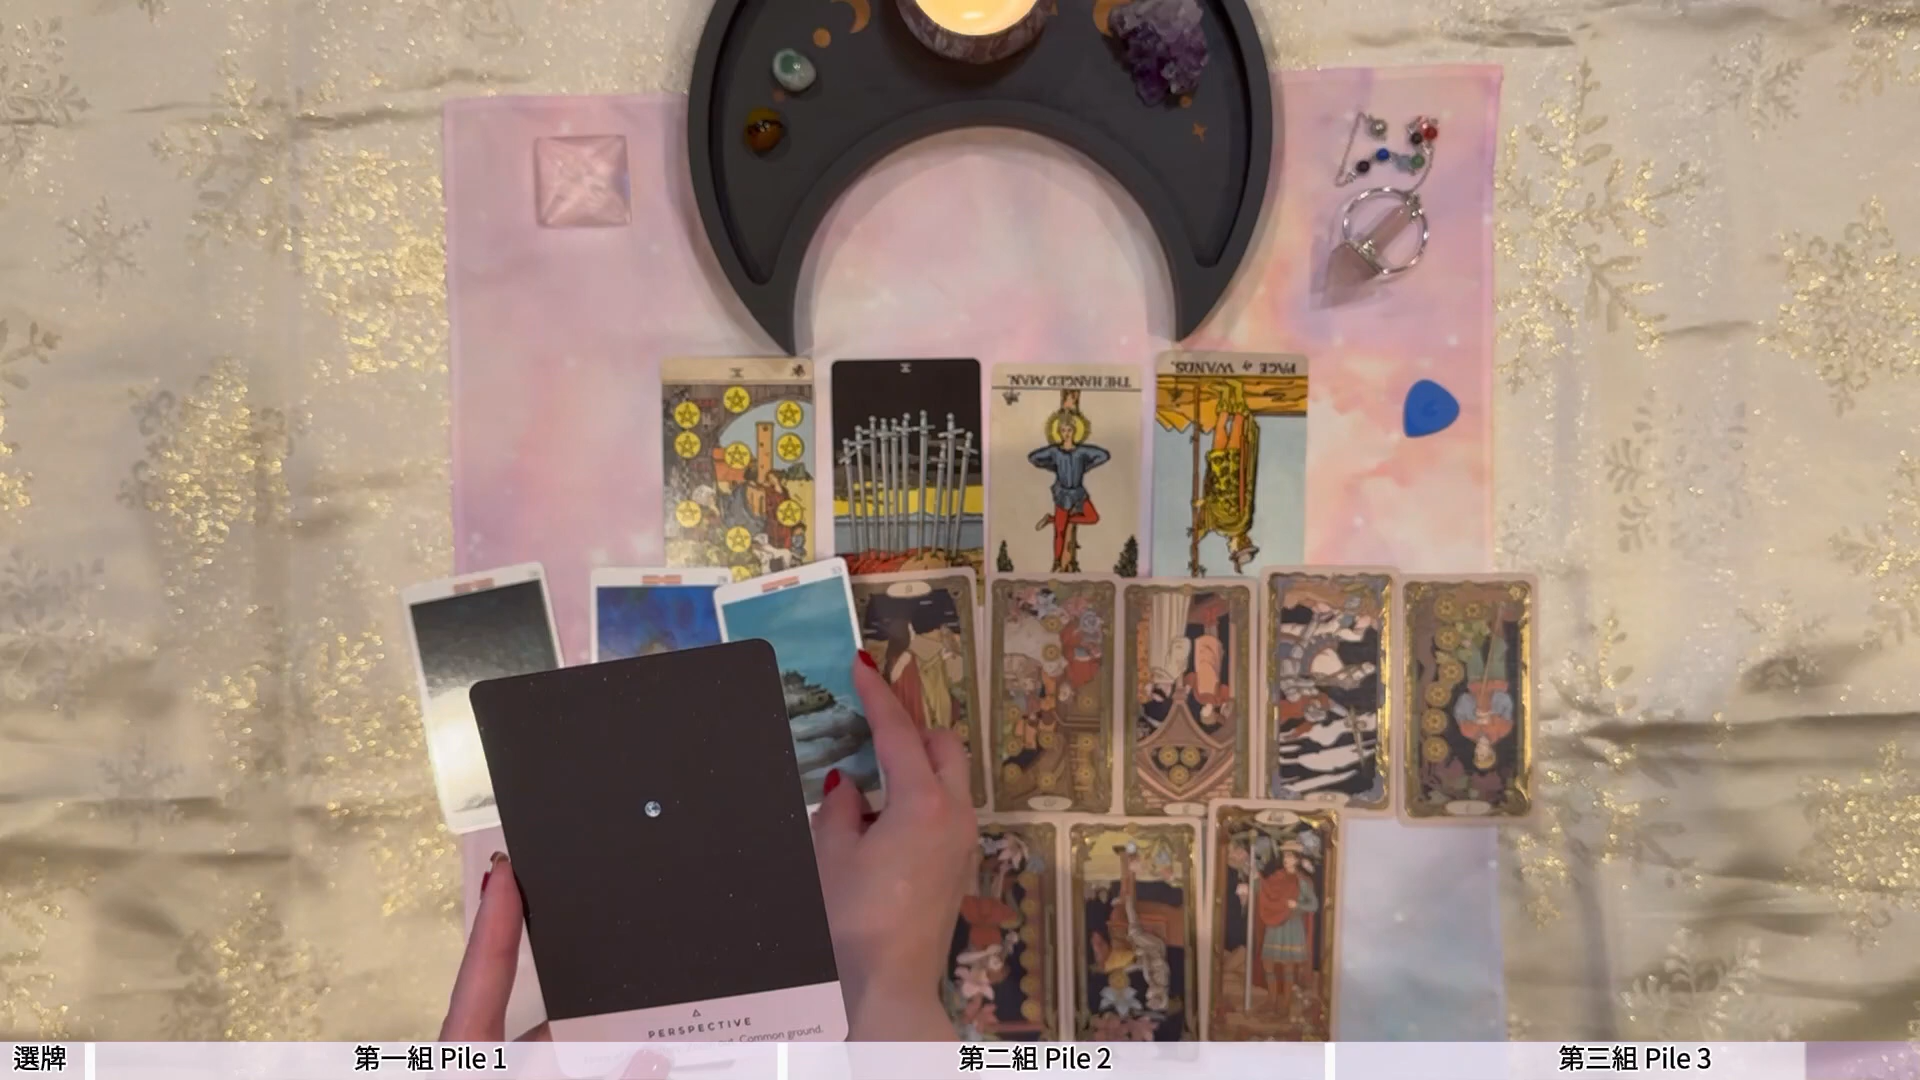 X
X
THE HANGED MAN.
PAGE of WANDS.
PERSPECTIVE
Common ground.
選牌
第一組 Pile 1
第二組 Pile 2
第三組 Pile 3